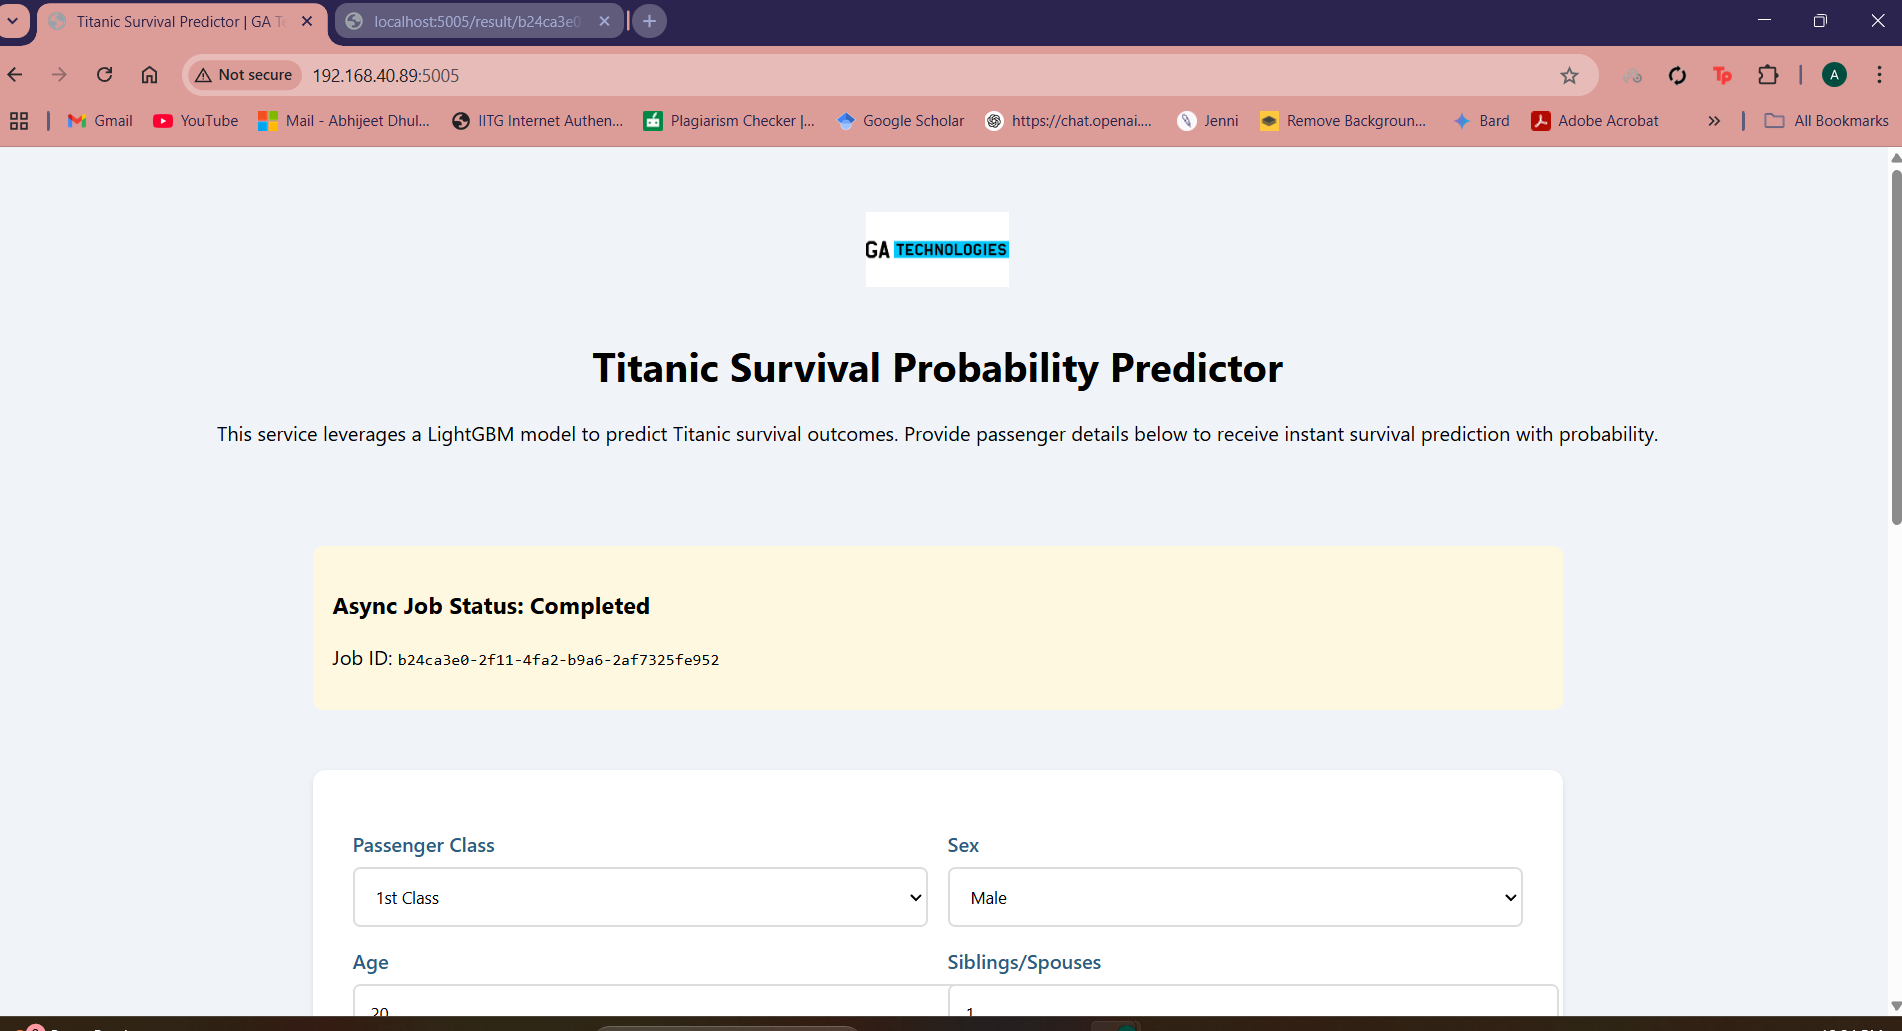 Titanic Survival Predictor | GA Te
localhost:5005/result/b24ca3e0
Not secure
192.168.40.89:5005
Tp
A
Gmail
YouTube
Mail - Abhijeet Dhul...
IITG Internet Authen...
Plagiarism Checker |...
Google Scholar
https://chat.openai....
Jenni
Remove Backgroun...
Bard
Adobe Acrobat
All Bookmarks
GA TECHNOLOGIES
Titanic Survival Probability Predictor
This service leverages a LightGBM model to predict Titanic survival outcomes. Provide passenger details below to receive instant survival prediction with probability.
Async Job Status: Completed
Job ID: b24ca3e0-2f11-4fa2-b9a6-2af7325fe952
Passenger Class
Sex
1st Class
Male
Age
Siblings/Spouses
20
1